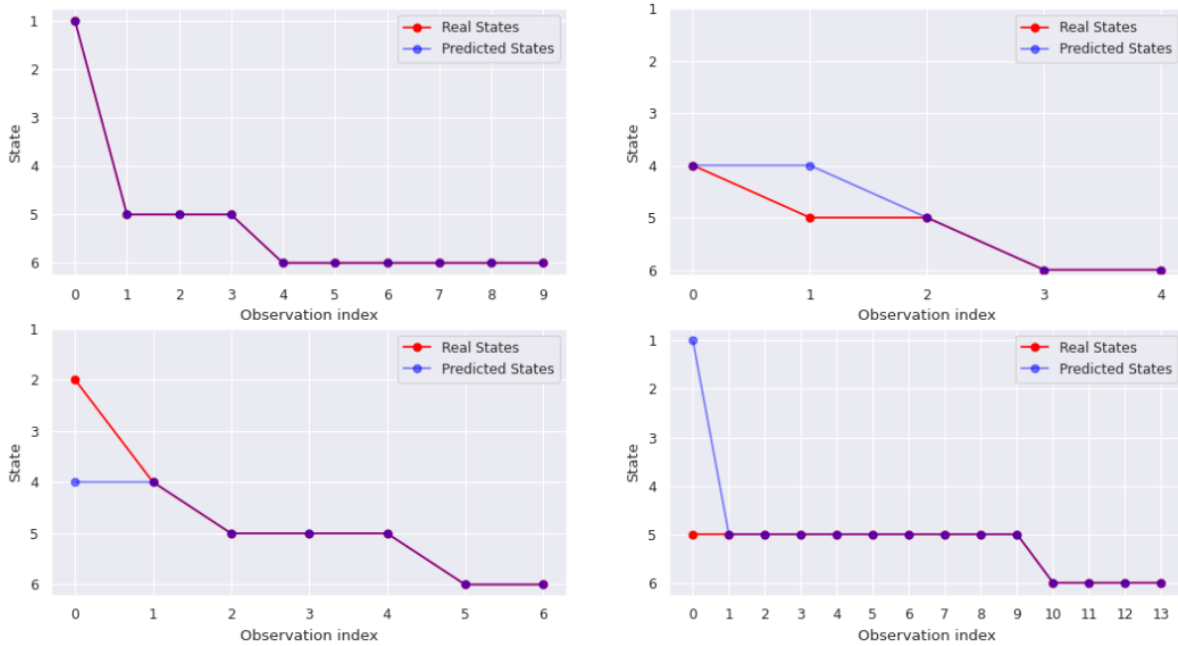 Real States
Predicted States
1
2
3
4
5
6
State
0 1 2 3 4 5 6 7 8 9
Observation index
Real States
Predicted States
1
2
3
4
5
6
State
0 1 2 3 4
Observation index
Real States
Predicted States
1
2
3
4
5
6
State
0 1 2 3 4 5 6
Observation index
Real States
Predicted States
1
2
3
4
5
6
State
0 1 2 3 4 5 6 7 8 9 10 11 12 13
Observation index